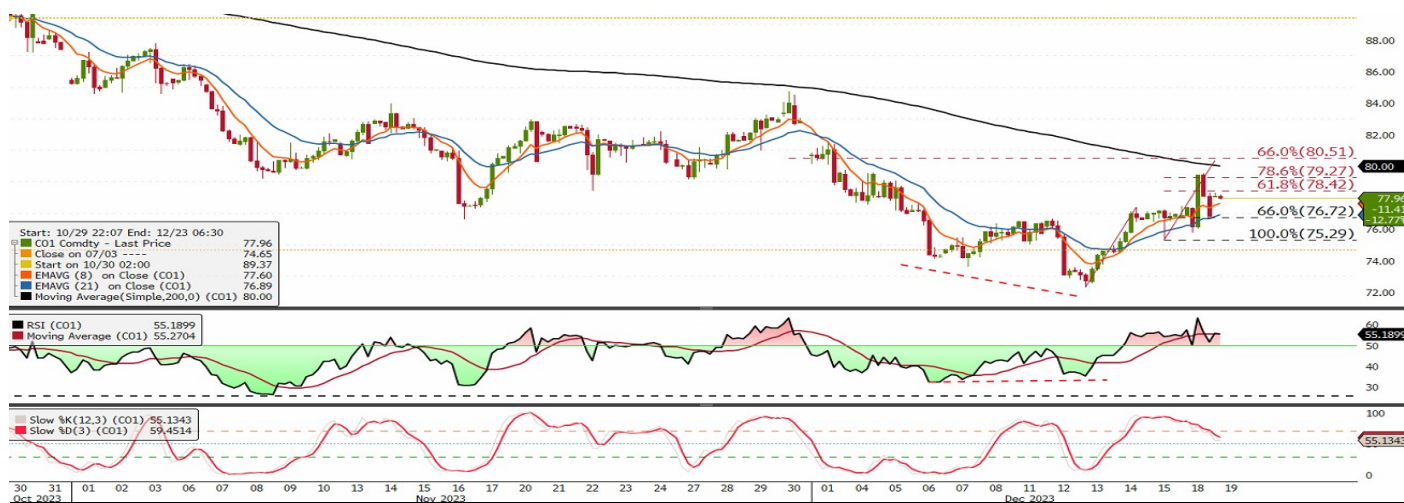 88.00
86.00
84.00
82.00
66.0%(80.51)
80.00
78.6%(79.27)
61.8%(78.42)
77.96
-11.41
66.0%(76.72)
-12.77%
76.00
100.0%(75.29)
74.00
72.00
Start: 10/29 22:07 End: 12/23 06:30
CO1 Comdty - Last Price 77.96
Close on 07/03 ---- 74.65
Start on 10/30 02:00 89.37
EMAVG (8) on Close (CO1) 77.60
EMAVG (21) on Close (CO1) 76.89
Moving Average(Simple,200,0) (CO1) 80.00
RSI (CO1) 55.1899
Moving Average (CO1) 55.2704
60
55.1899
50
40
30
Slow %K(12,3) (CO1) 55.1343
Slow %D(3) (CO1) 59.4514
100
55.1343
0
30 31 01 02 03 06 07 08 09 10 13 14 15 16 17 20 21 22 23 24 27 28 29 30 01 04 05 06 07 08 11 12 13 14 15 18 19
Oct 2023 Nov 2023 Dec 2023